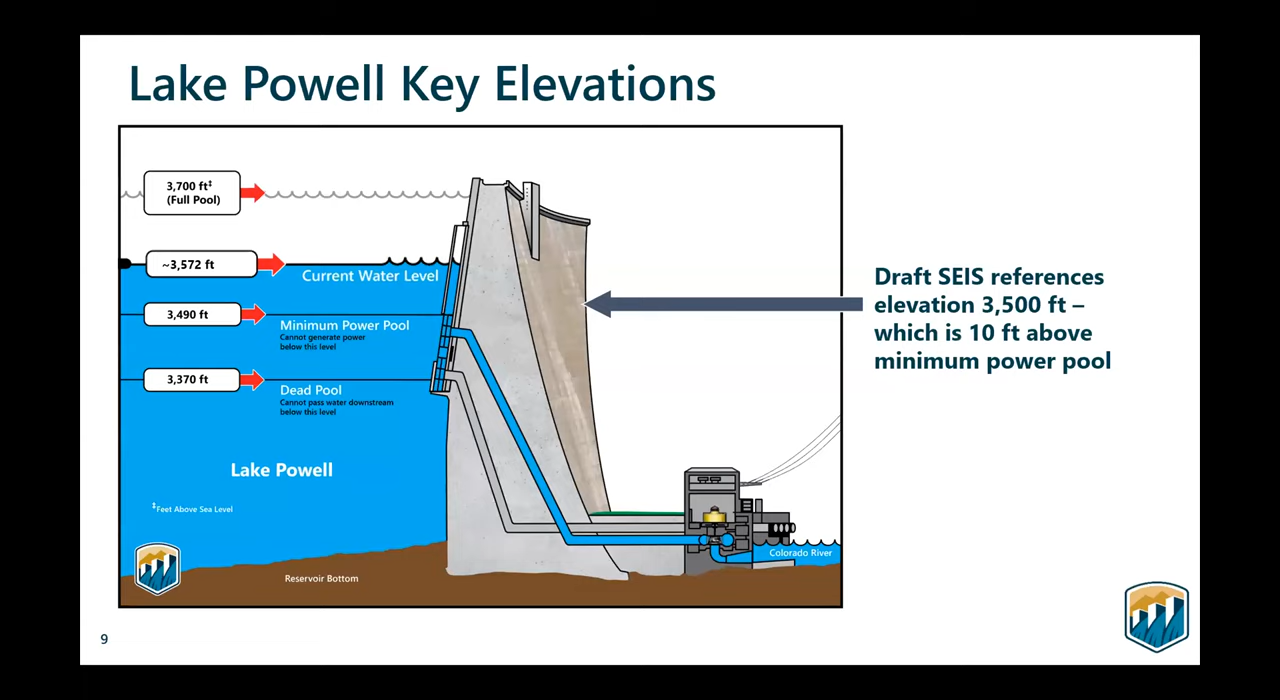 Lake Powell Key Elevations
3,700 ft‡
(Full Pool)
~3,572 ft
Current Water Level
3,490 ft
Minimum Power Pool
Cannot generate power
below this level
3,370 ft
Dead Pool
Cannot pass water downstream
below this level
Lake Powell
‡Feet Above Sea Level
Reservoir Bottom
Colorado River
Draft SEIS references
elevation 3,500 ft –
which is 10 ft above
minimum power pool
9